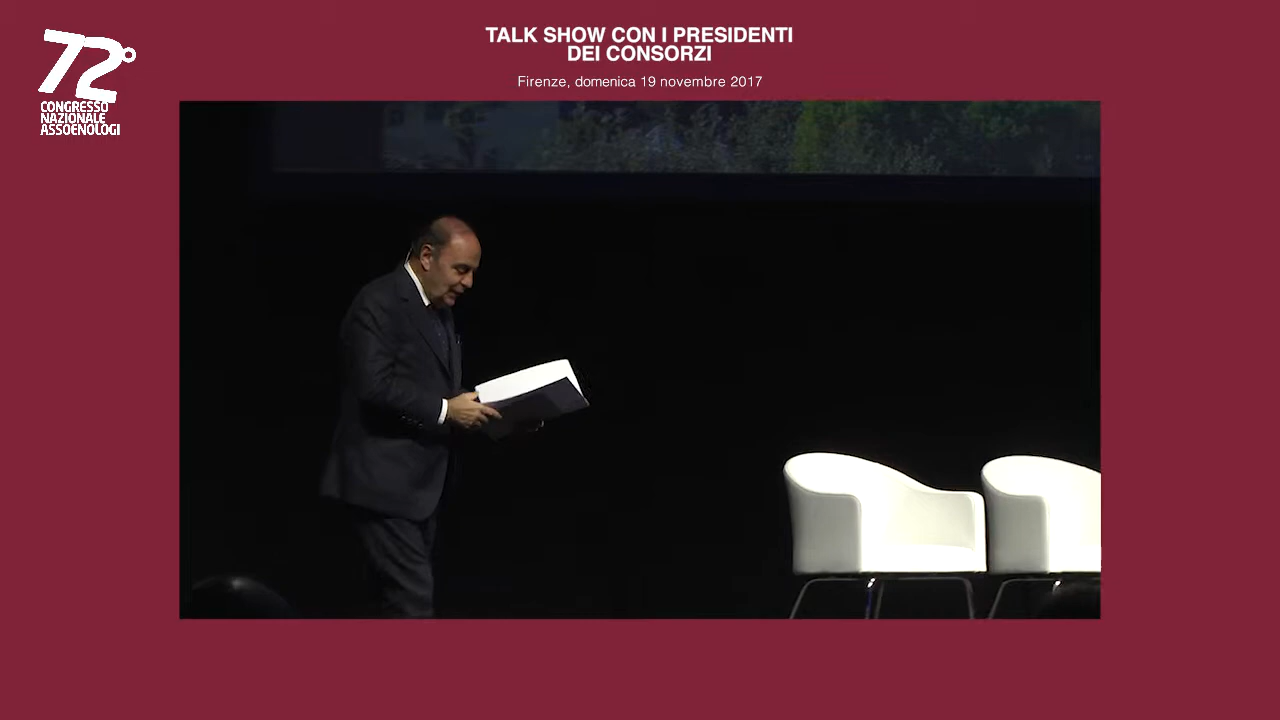 72°
CONGRESSO
NAZIONALE
ASSOENOLOGI
TALK SHOW CON I PRESIDENTI
DEI CONSORZI
Firenze, domenica 19 novembre 2017